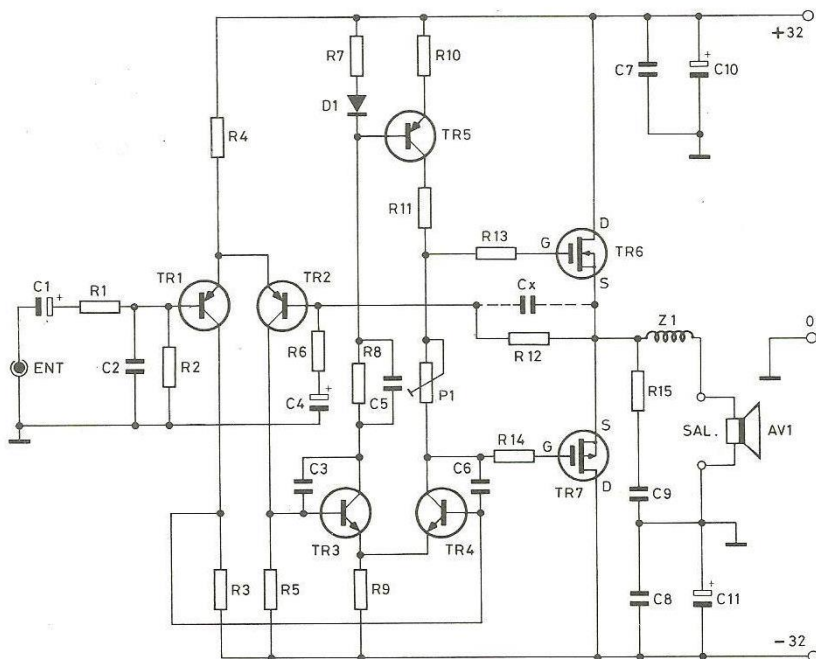 +32
R7
R10
C7
+
C10
D1
R4
TR5
R11
R13
D
G
TR6
S
C1
+
R1
TR1
TR2
Cx
Z1
0
R6
R12
ENT
C2
R2
R8
R15
C4
+
C5
P1
SAL.
AV1
S
R14
G
C3
C6
TR7
D
C9
TR3
TR4
R3
R5
R9
C8
+
C11
-32